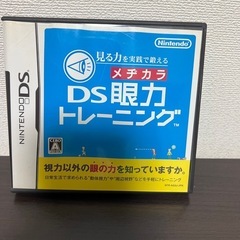 Nintendo
見る力を実践で鍛える
メヂカラ
DS眼力
トレーニング™
NINTENDO DS
視力以外の眼の力を知っていますか。